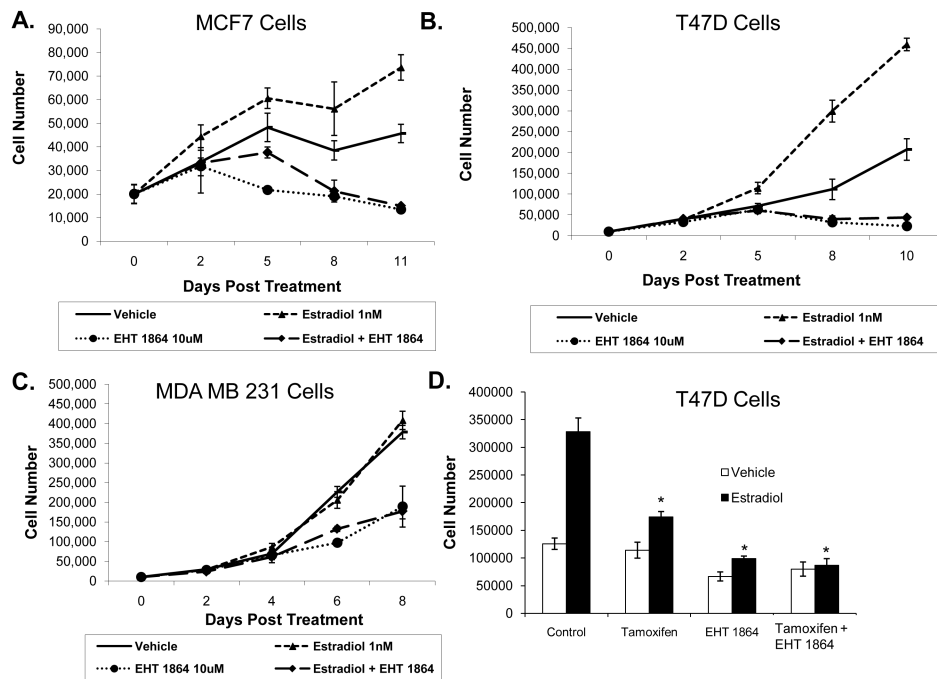 A.
MCF7 Cells
90,000
80,000
70,000
60,000
50,000
40,000
30,000
20,000
10,000
0
Cell Number
0 2 5 8 11
Days Post Treatment
Vehicle
Estradiol 1nM
EHT 1864 10uM
Estradiol + EHT 1864
B.
T47D Cells
500,000
450,000
400,000
350,000
300,000
250,000
200,000
150,000
100,000
50,000
0
Cell Number
0 2 5 8 10
Days Post Treatment
Vehicle
Estradiol 1nM
EHT 1864 10uM
Estradiol + EHT 1864
C.
MDA MB 231 Cells
500,000
450,000
400,000
350,000
300,000
250,000
200,000
150,000
100,000
50,000
0
Cell Number
0 2 4 6 8
Days Post Treatment
Vehicle
Estradiol 1nM
EHT 1864 10uM
Estradiol + EHT 1864
D.
T47D Cells
400000
350000
300000
250000
200000
150000
100000
50000
0
Cell Number
Vehicle
Estradiol
* * *
Control
Tamoxifen
EHT 1864
Tamoxifen +
EHT 1864